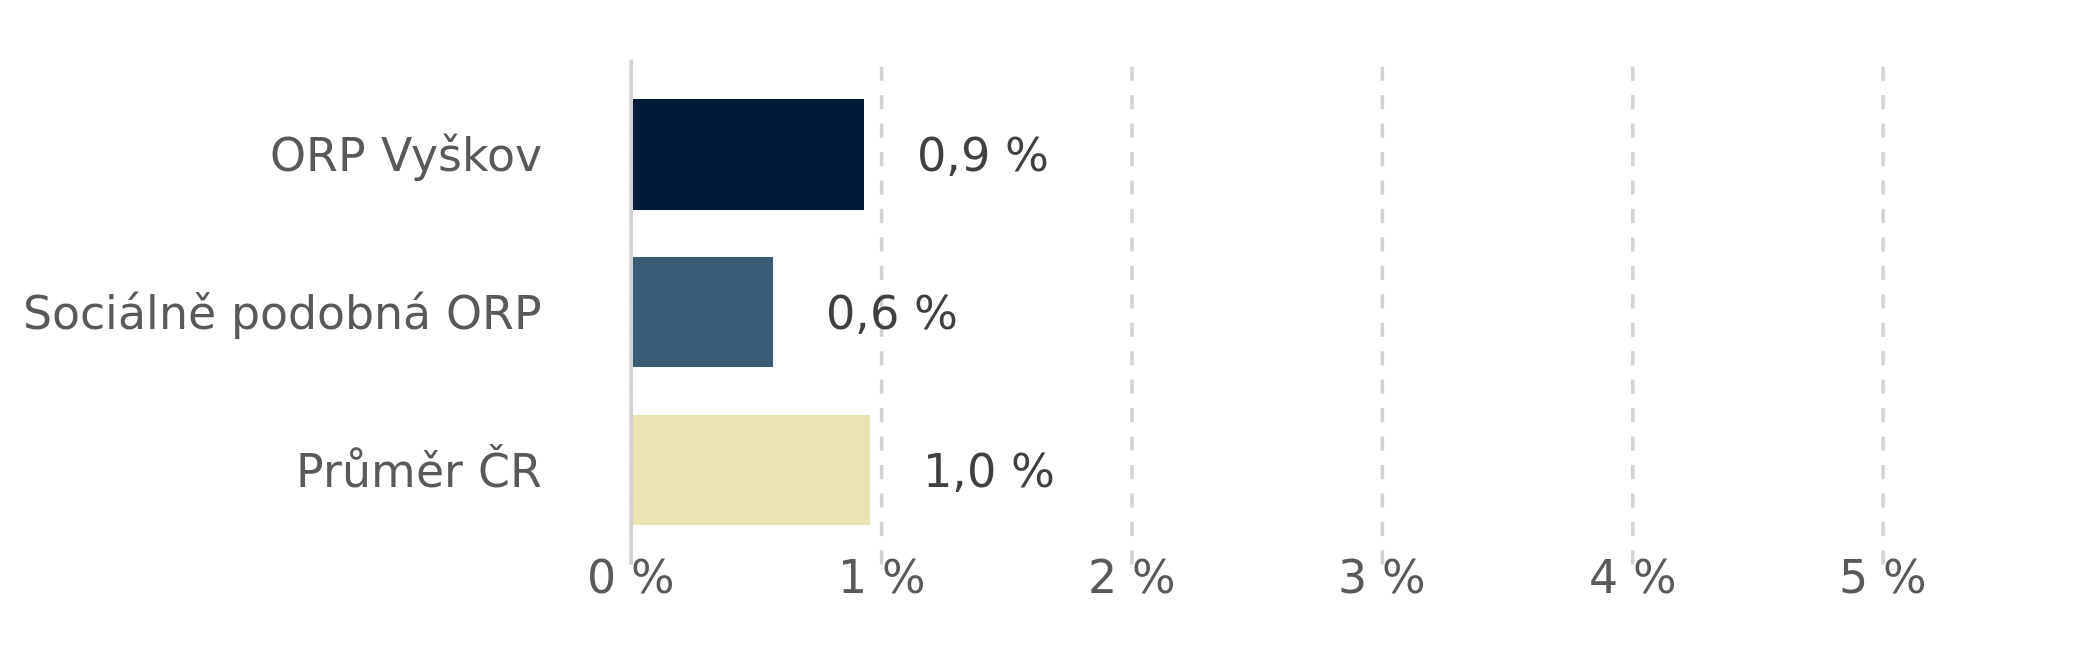 ORP Vyškov 0,9 %
Sociálně podobná ORP 0,6 %
Průměr ČR 1,0 %
0 % 1 % 2 % 3 % 4 % 5 %